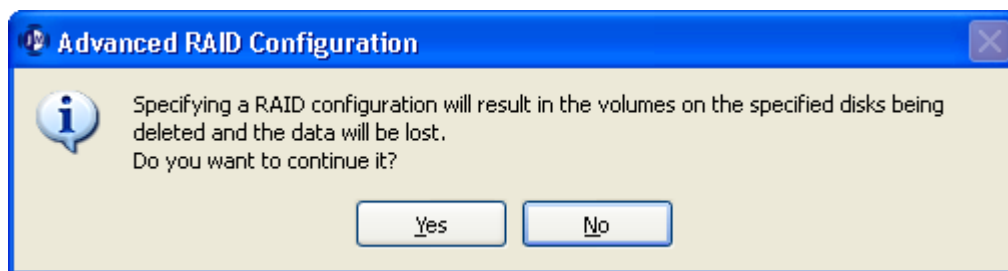 Advanced RAID Configuration
Specifying a RAID configuration will result in the volumes on the specified disks being
deleted and the data will be lost.
Do you want to continue it?
Yes
No